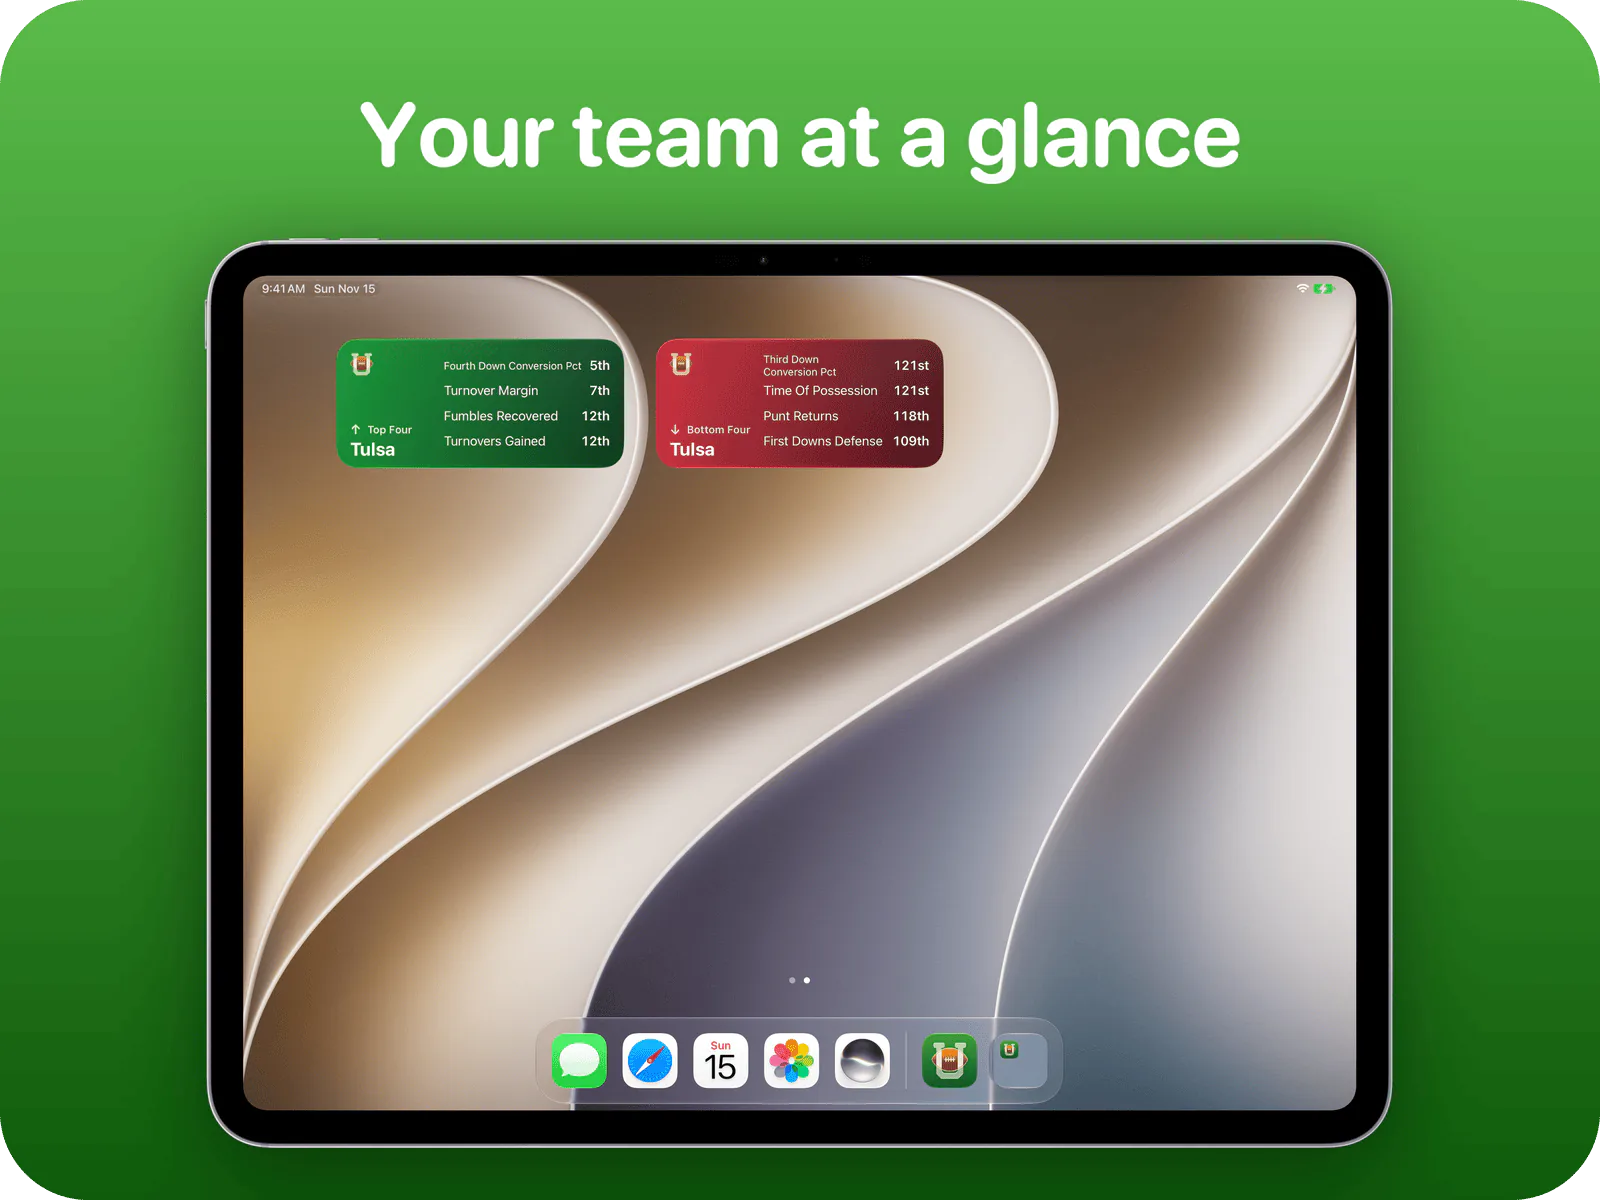 Your team at a glance
9:41 AM Sun Nov 15
Fourth Down Conversion Pct 5th
Turnover Margin 7th
Fumbles Recovered 12th
Turnovers Gained 12th
↑ Top Four
Tulsa
Third Down
Conversion Pct 121st
Time Of Possession 121st
Punt Returns 118th
First Downs Defense 109th
↓ Bottom Four
Tulsa
Sun
15